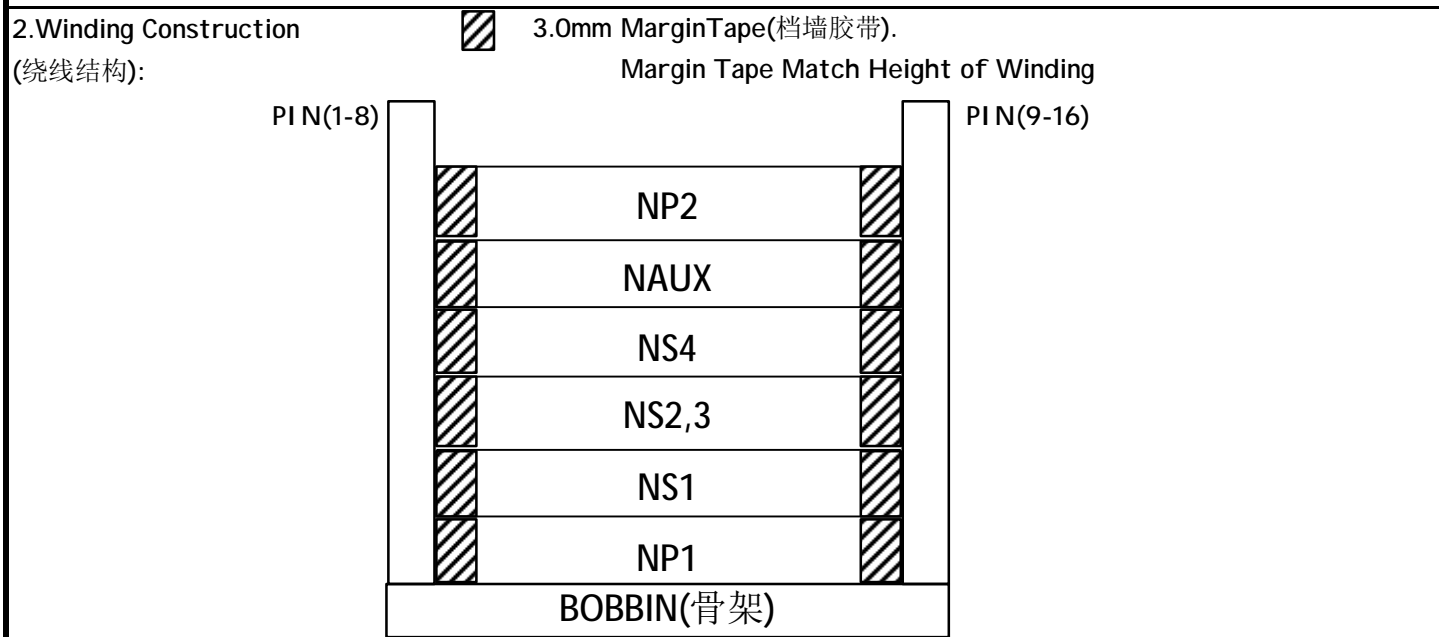 2.Winding Construction 3.0mm MarginTape(档墙胶带).
(绕线结构): Margin Tape Match Height of Winding
PIN(1-8) PIN(9-16)
NP2
NAUX
NS4
NS2,3
NS1
NP1
BOBBIN(骨架)